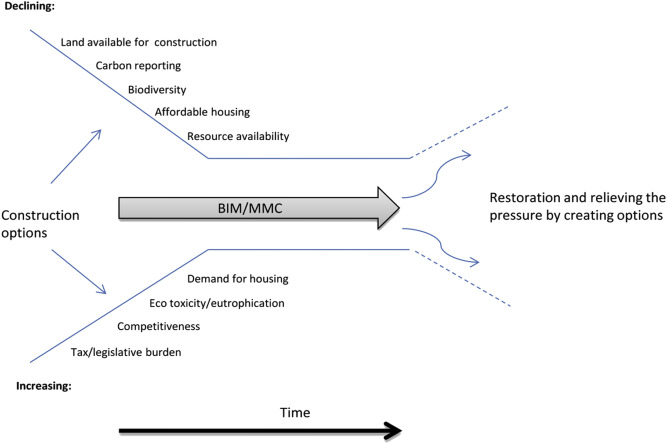 Declining:
Land available for construction
Carbon reporting
Biodiversity
Affordable housing
Resource availability
Construction
options
BIM/MMC
Restoration and relieving the
pressure by creating options
Demand for housing
Eco toxicity/eutrophication
Competitiveness
Tax/legislative burden
Increasing:
Time